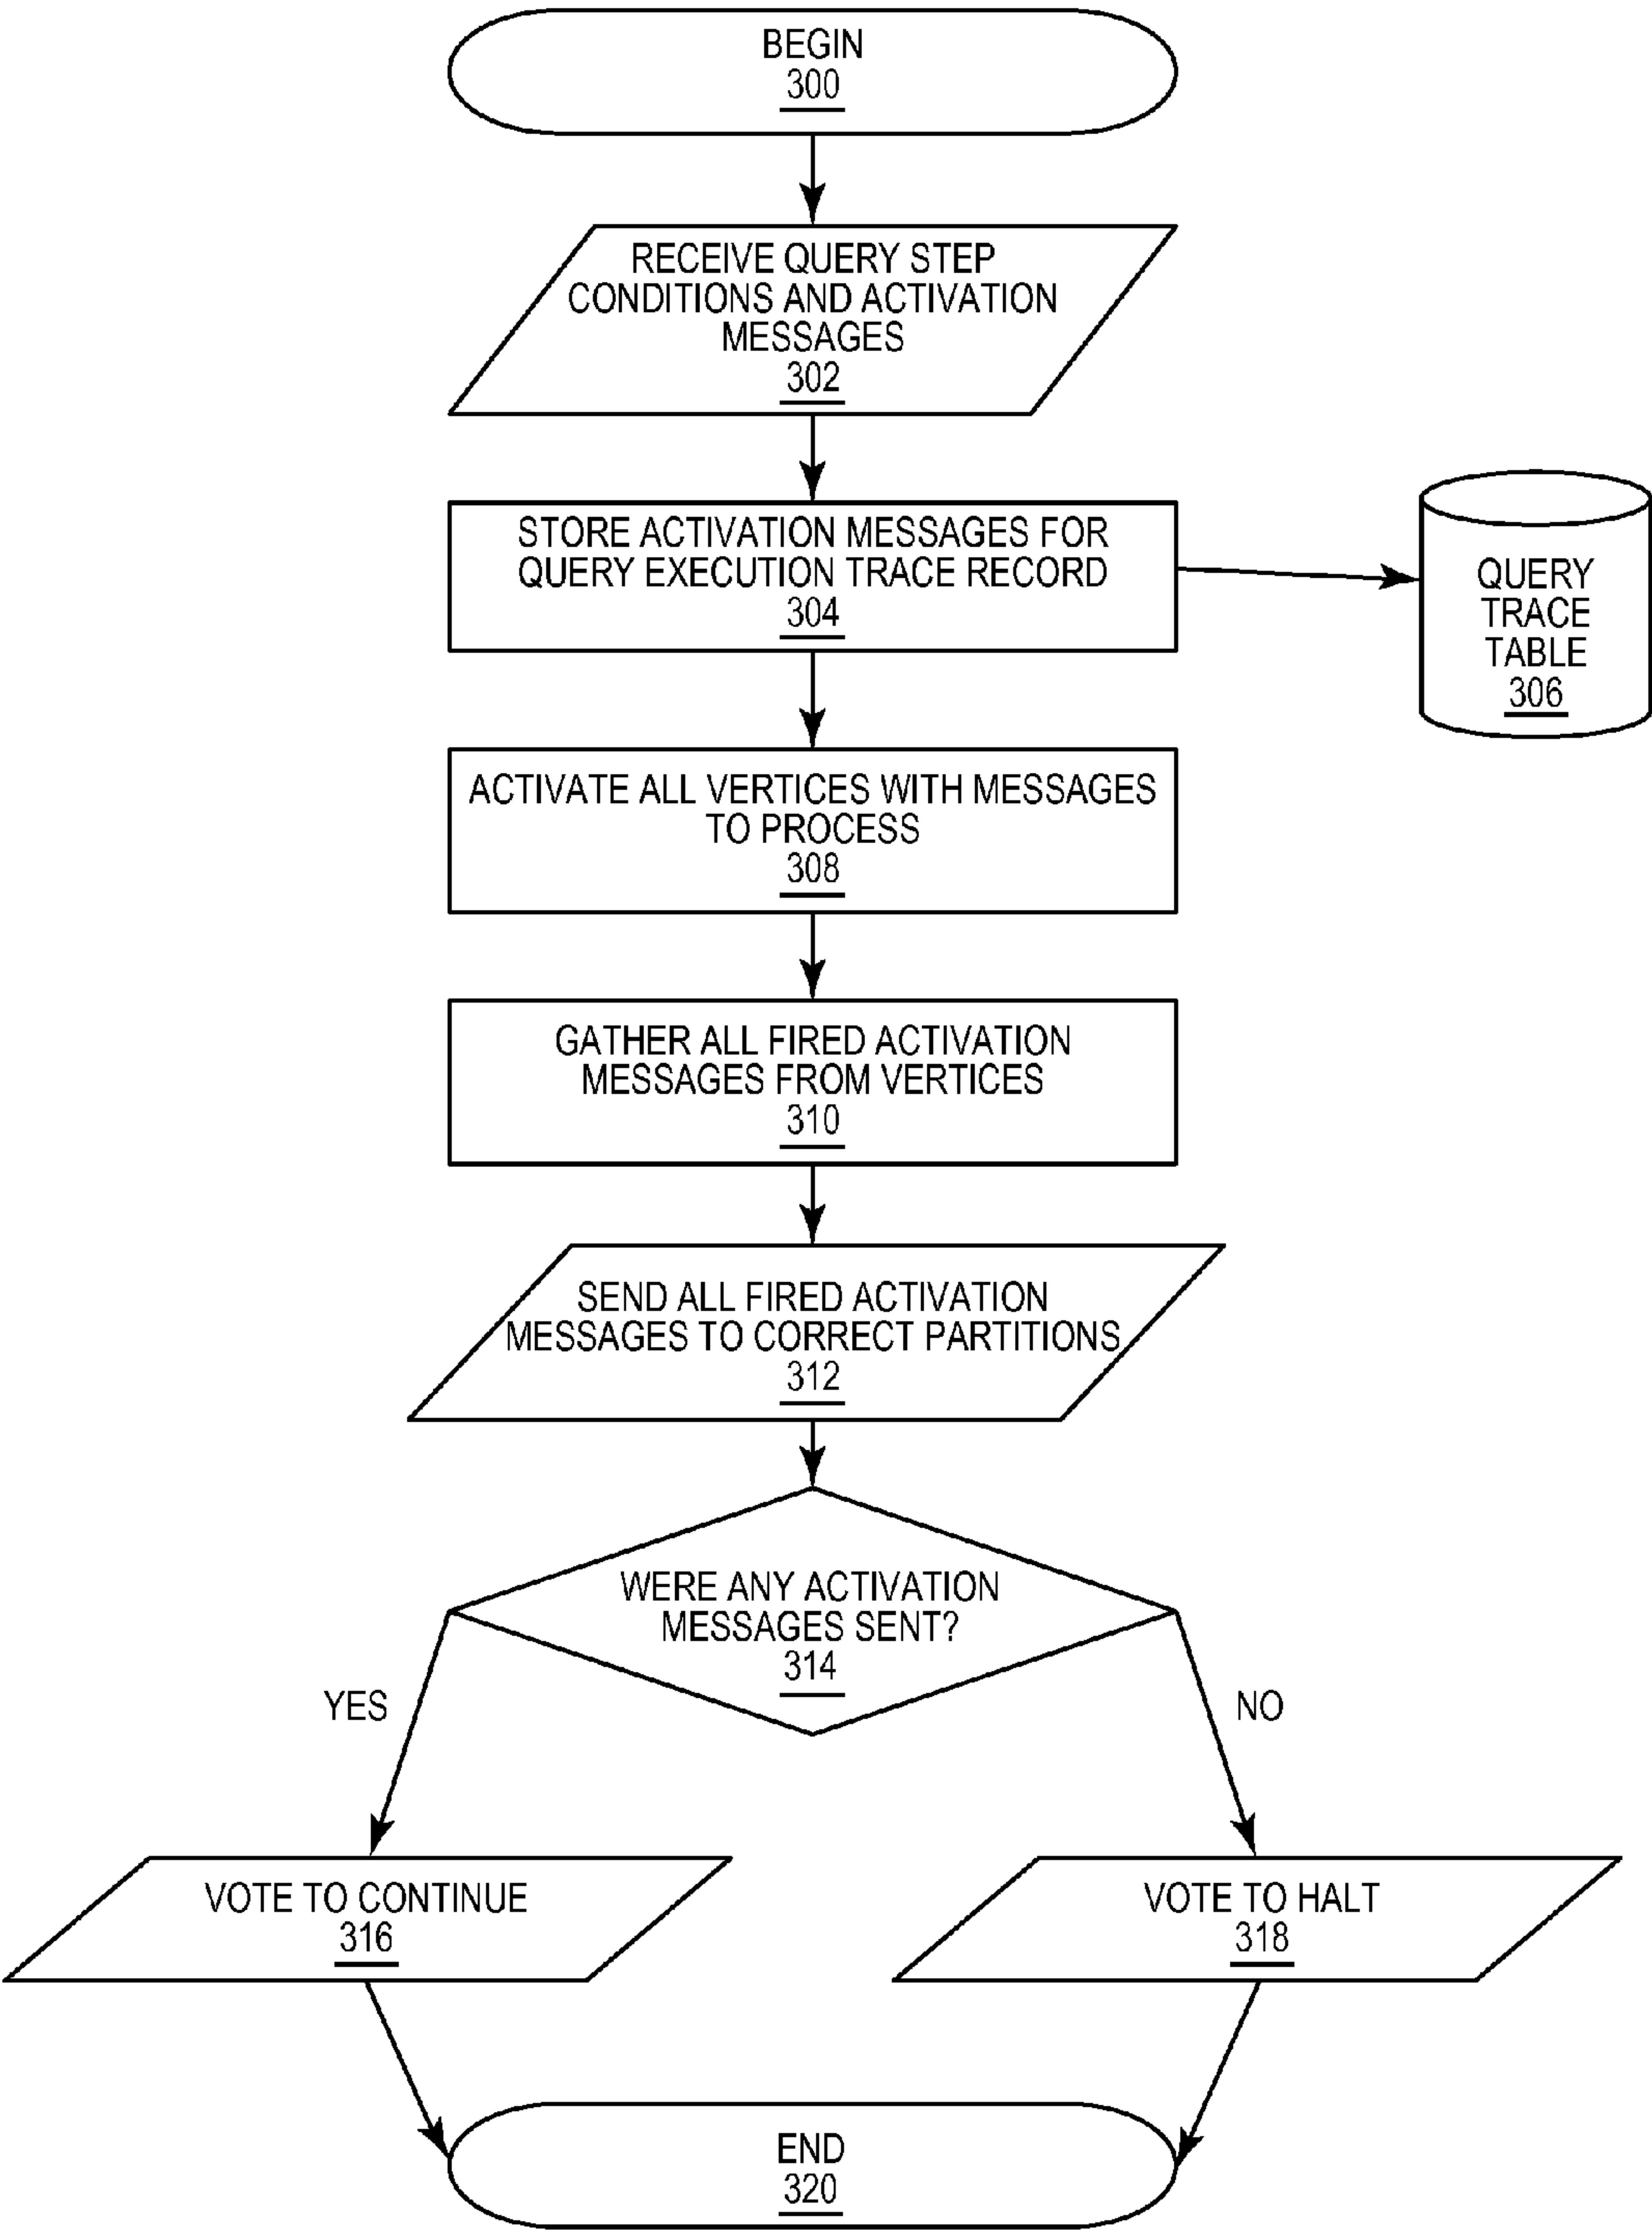 BEGIN
300
RECEIVE QUERY STEP
CONDITIONS AND ACTIVATION
MESSAGES
302
STORE ACTIVATION MESSAGES FOR
QUERY EXECUTION TRACE RECORD
304
QUERY
TRACE
TABLE
306
ACTIVATE ALL VERTICES WITH MESSAGES
TO PROCESS
308
GATHER ALL FIRED ACTIVATION
MESSAGES FROM VERTICES
310
SEND ALL FIRED ACTIVATION
MESSAGES TO CORRECT PARTITIONS
312
WERE ANY ACTIVATION
MESSAGES SENT?
314
YES
NO
VOTE TO CONTINUE
316
VOTE TO HALT
318
END
320